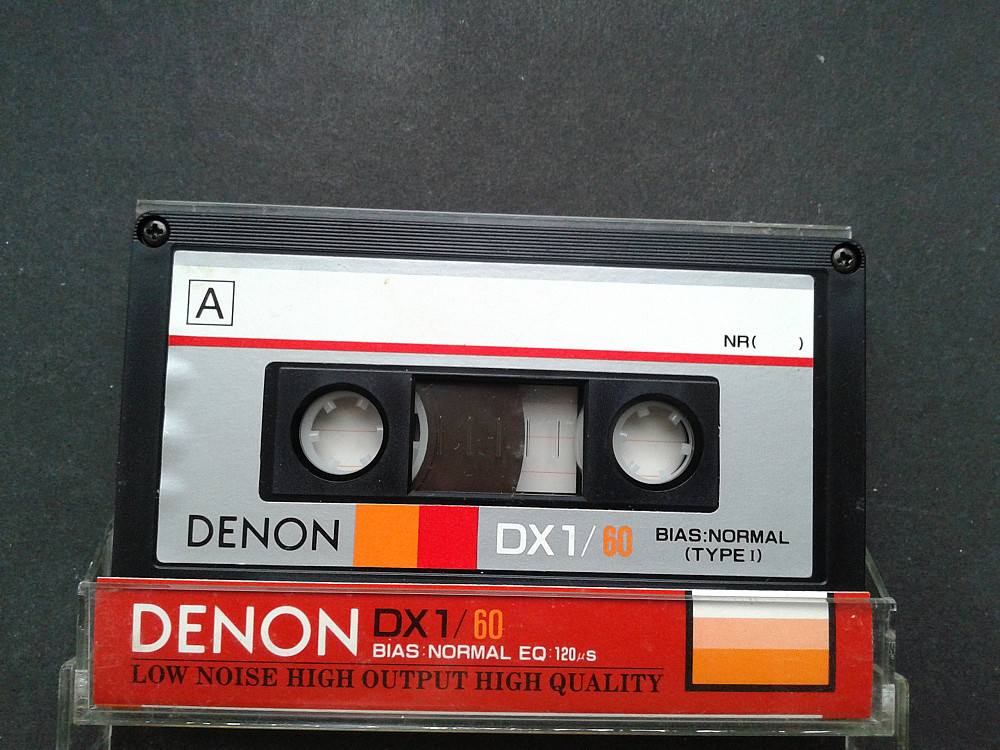 A
NR( )
DENON DX1/60 BIAS:NORMAL
(TYPE I)
DENON DX1/60
BIAS:NORMAL EQ:120μs
LOW NOISE HIGH OUTPUT HIGH QUALITY